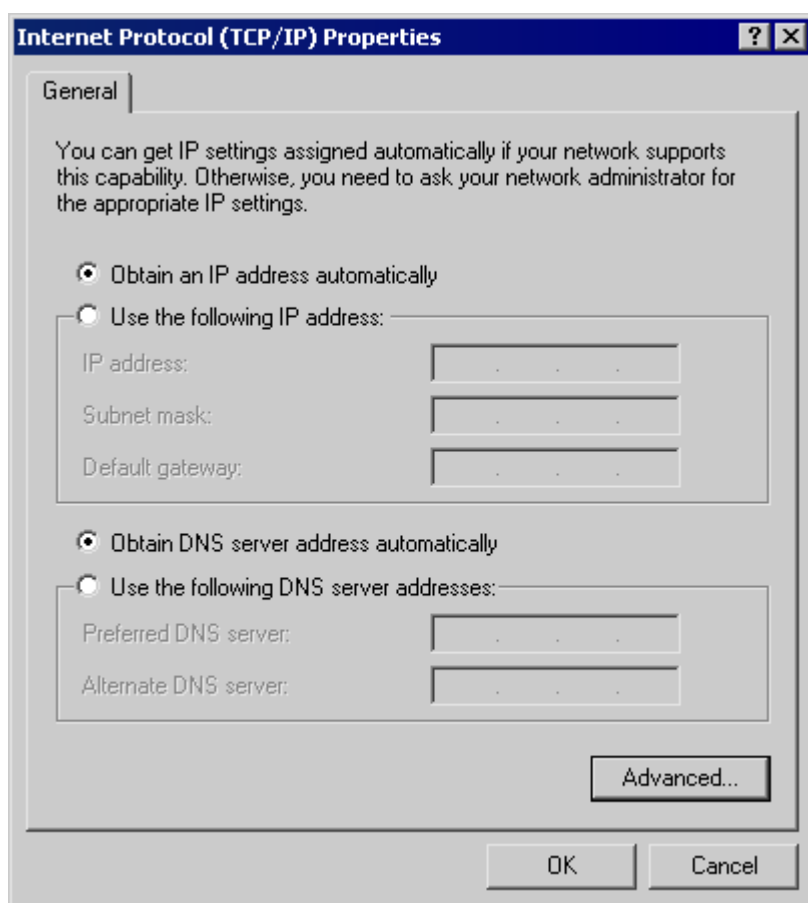 Internet Protocol (TCP/IP) Properties
General
You can get IP settings assigned automatically if your network supports
this capability. Otherwise, you need to ask your network administrator for
the appropriate IP settings.
Obtain an IP address automatically
Use the following IP address:
IP address:
Subnet mask:
Default gateway:
Obtain DNS server address automatically
Use the following DNS server addresses:
Preferred DNS server:
Alternate DNS server:
Advanced...
OK Cancel